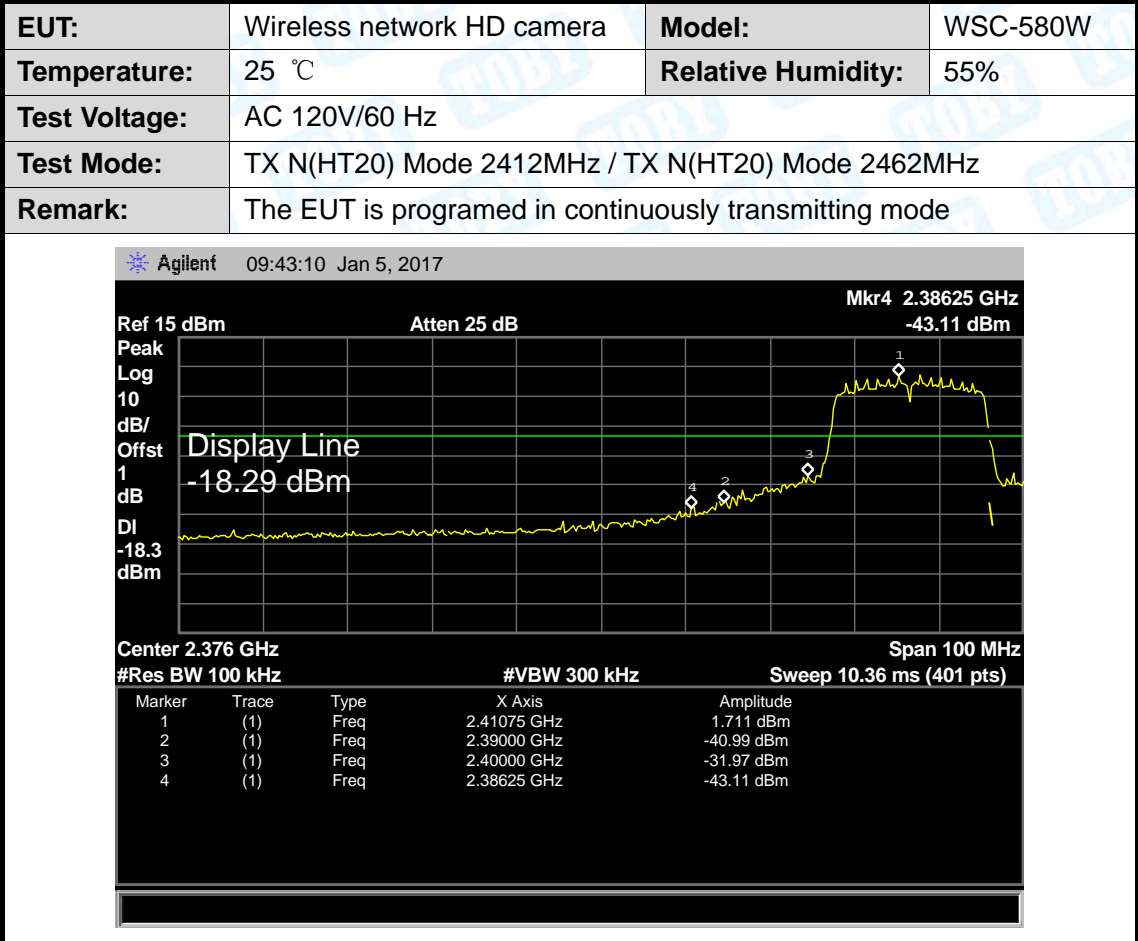 EUT: Wireless network HD camera Model: WSC-580W
Temperature: 25 ℃ Relative Humidity: 55%
Test Voltage: AC 120V/60 Hz
Test Mode: TX N(HT20) Mode 2412MHz / TX N(HT20) Mode 2462MHz
Remark: The EUT is programed in continuously transmitting mode
Agilent 09:43:10 Jan 5, 2017
Mkr4 2.38625 GHz
Ref 15 dBm Atten 25 dB -43.11 dBm
Peak
Log
10
dB/
Offst
1
dB
DI
-18.3
dBm
Display Line
-18.29 dBm
1
3
2
4
Center 2.376 GHz Span 100 MHz
#Res BW 100 kHz #VBW 300 kHz Sweep 10.36 ms (401 pts)
Marker Trace Type X Axis Amplitude
1 (1) Freq 2.41075 GHz 1.711 dBm
2 (1) Freq 2.39000 GHz -40.99 dBm
3 (1) Freq 2.40000 GHz -31.97 dBm
4 (1) Freq 2.38625 GHz -43.11 dBm
TOBY